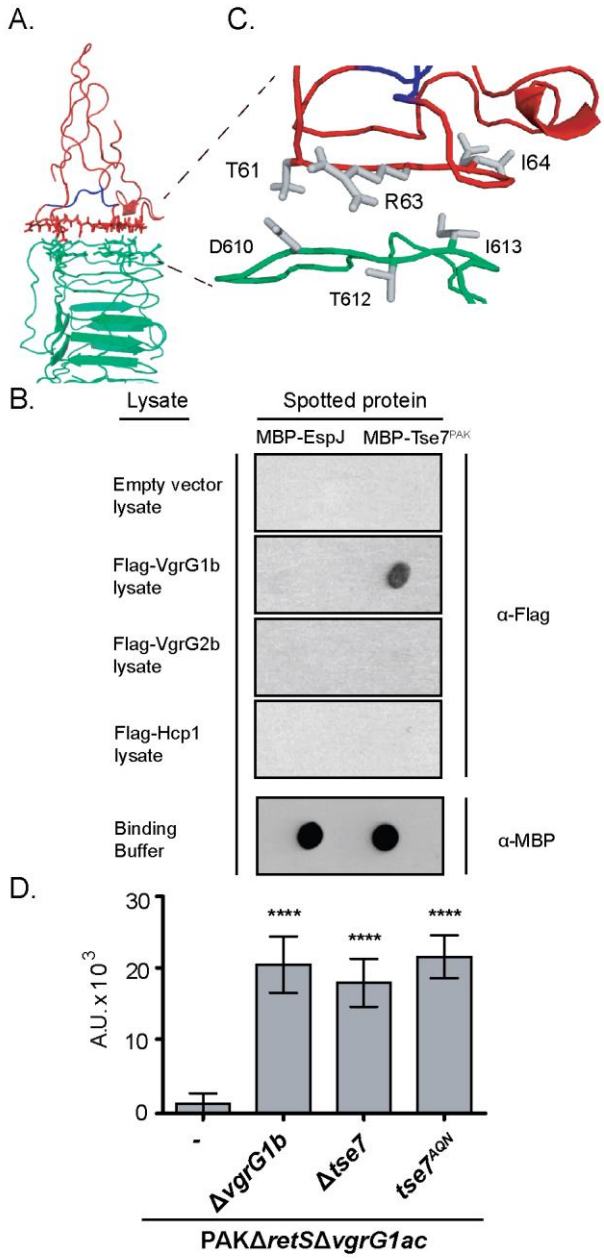 A.
C.
T61
I64
R63
D610
I613
T612
B.
Lysate
Spotted protein
MBP-EspJ
MBP-Tse7PAK
Empty vector
lysate
Flag-VgrG1b
lysate
α-Flag
Flag-VgrG2b
lysate
Flag-Hcp1
lysate
Binding
Buffer
α-MBP
D.
30
20
10
0
A.U. x 10³
****
****
****
-
ΔvgrG1b
Δtse7
tse7AQN
PAKΔretSΔvgrG1ac